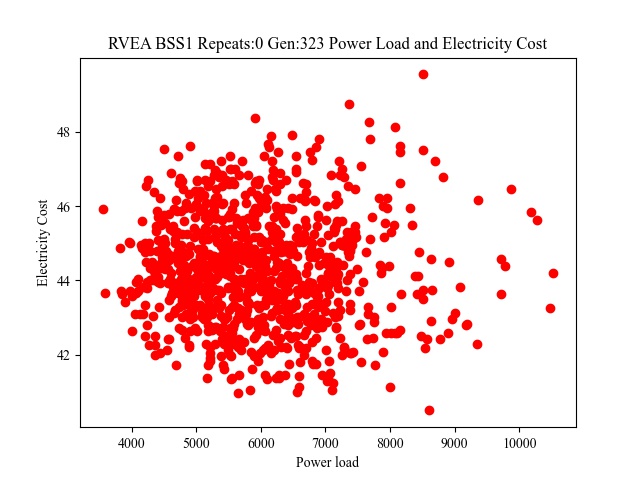 RVEA BSS1 Repeats:0 Gen:323 Power Load and Electricity Cost
48
46
44
42
Electricity Cost
4000 5000 6000 7000 8000 9000 10000
Power load